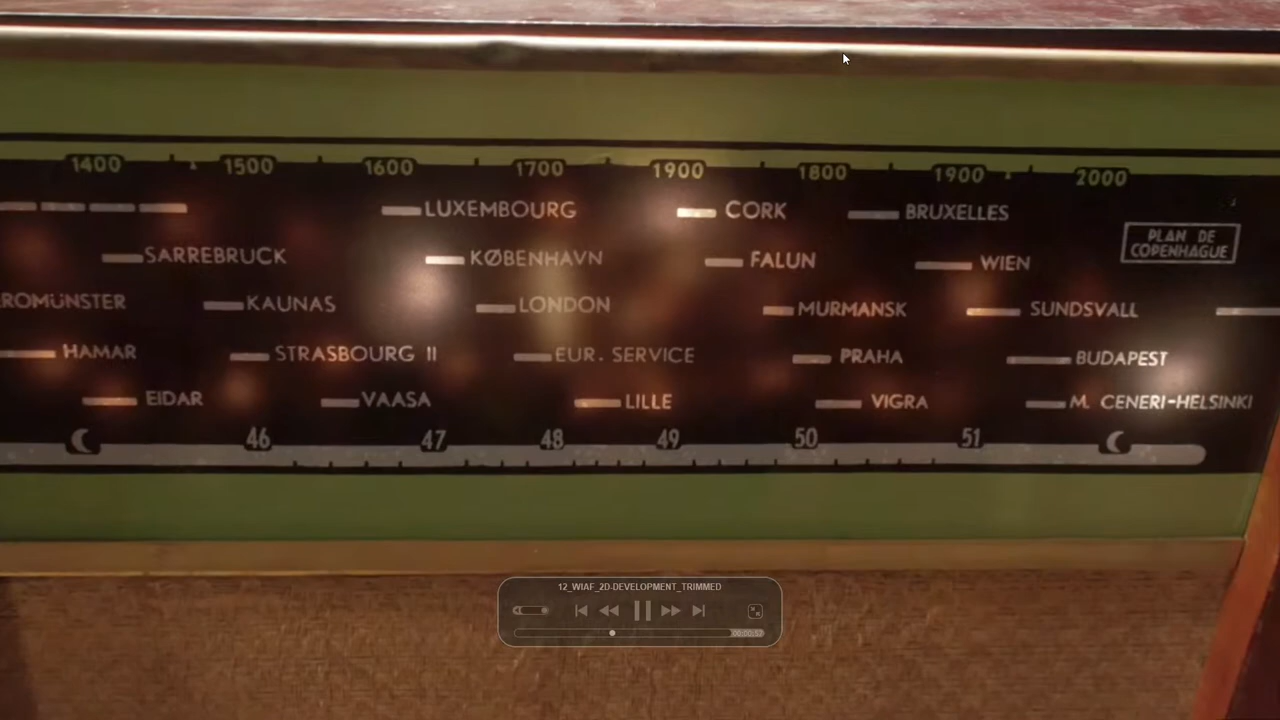 1400 1500 1600 1700 1900 1800 1900 2000
LUXEMBOURG CORK BRUXELLES
PLAN DE
COPENHAGUE
SARREBRUCK KØBENHAVN FALUN WIEN
ROMÜNSTER KAUNAS LONDON MURMANSK SUNDSVALL
HAMAR STRASBOURG II EUR. SERVICE PRAHA BUDAPEST
EIDAR VAASA LILLE VIGRA M. CENERI-HELSINKI
46 47 48 49 50 51
12_WIAF_2D-DEVELOPMENT_TRIMMED